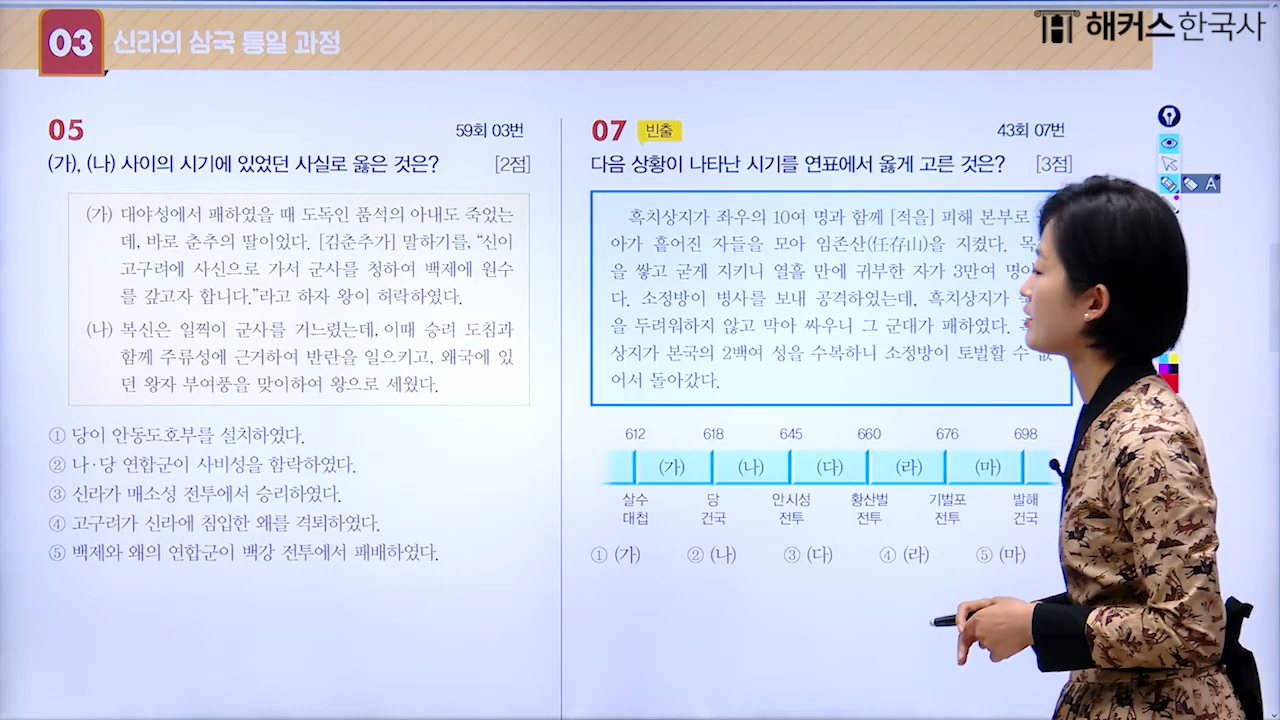 03 신라의 삼국 통일 과정
해커스한국사
05
59회 03번
(가), (나) 사이의 시기에 있었던 사실로 옳은 것은? [2점]
(가) 대야성에서 패하였을 때 도독인 품석의 아내도 죽었는
데, 바로 춘추의 딸이었다. [김춘추가] 말하기를, “신이
고구려에 사신으로 가서 군사를 청하여 백제에 원수
를 갚고자 합니다.”라고 하자 왕이 허락하였다.
(나) 복신은 일찍이 군사를 거느렸는데, 이때 승려 도침과
함께 주류성에 근거하여 반란을 일으키고, 왜국에 있
던 왕자 부여풍을 맞이하여 왕으로 세웠다.
① 당이 안동도호부를 설치하였다.
② 나·당 연합군이 사비성을 함락하였다.
③ 신라가 매소성 전투에서 승리하였다.
④ 고구려가 신라에 침입한 왜를 격퇴하였다.
⑤ 백제와 왜의 연합군이 백강 전투에서 패배하였다.
07 빈출
43회 07번
다음 상황이 나타난 시기를 연표에서 옳게 고른 것은? [3점]
흑치상지가 좌우의 10여 명과 함께 [적을] 피해 본부로
아가 흩어진 자들을 모아 임존산(任存山)을 지켰다.
을 쌓고 굳게 지키니 열흘 만에 귀부한 자가 3만여 명이
다. 소정방이 병사를 보내 공격하였는데, 흑치상지가
을 두려워하지 않고 막아 싸우니 그 군대가 패하였다.
상지가 본국의 2백여 성을 수복하니 소정방이 토벌할 수 없
어서 돌아갔다.
612 618 645 660 676 698
(가) (나) (다) (라) (마)
살수 당 안시성 황산벌 기벌포 발해
대첩 건국 전투 전투 전투 건국
① (가) ② (나) ③ (다) ④ (라) ⑤ (마)
A